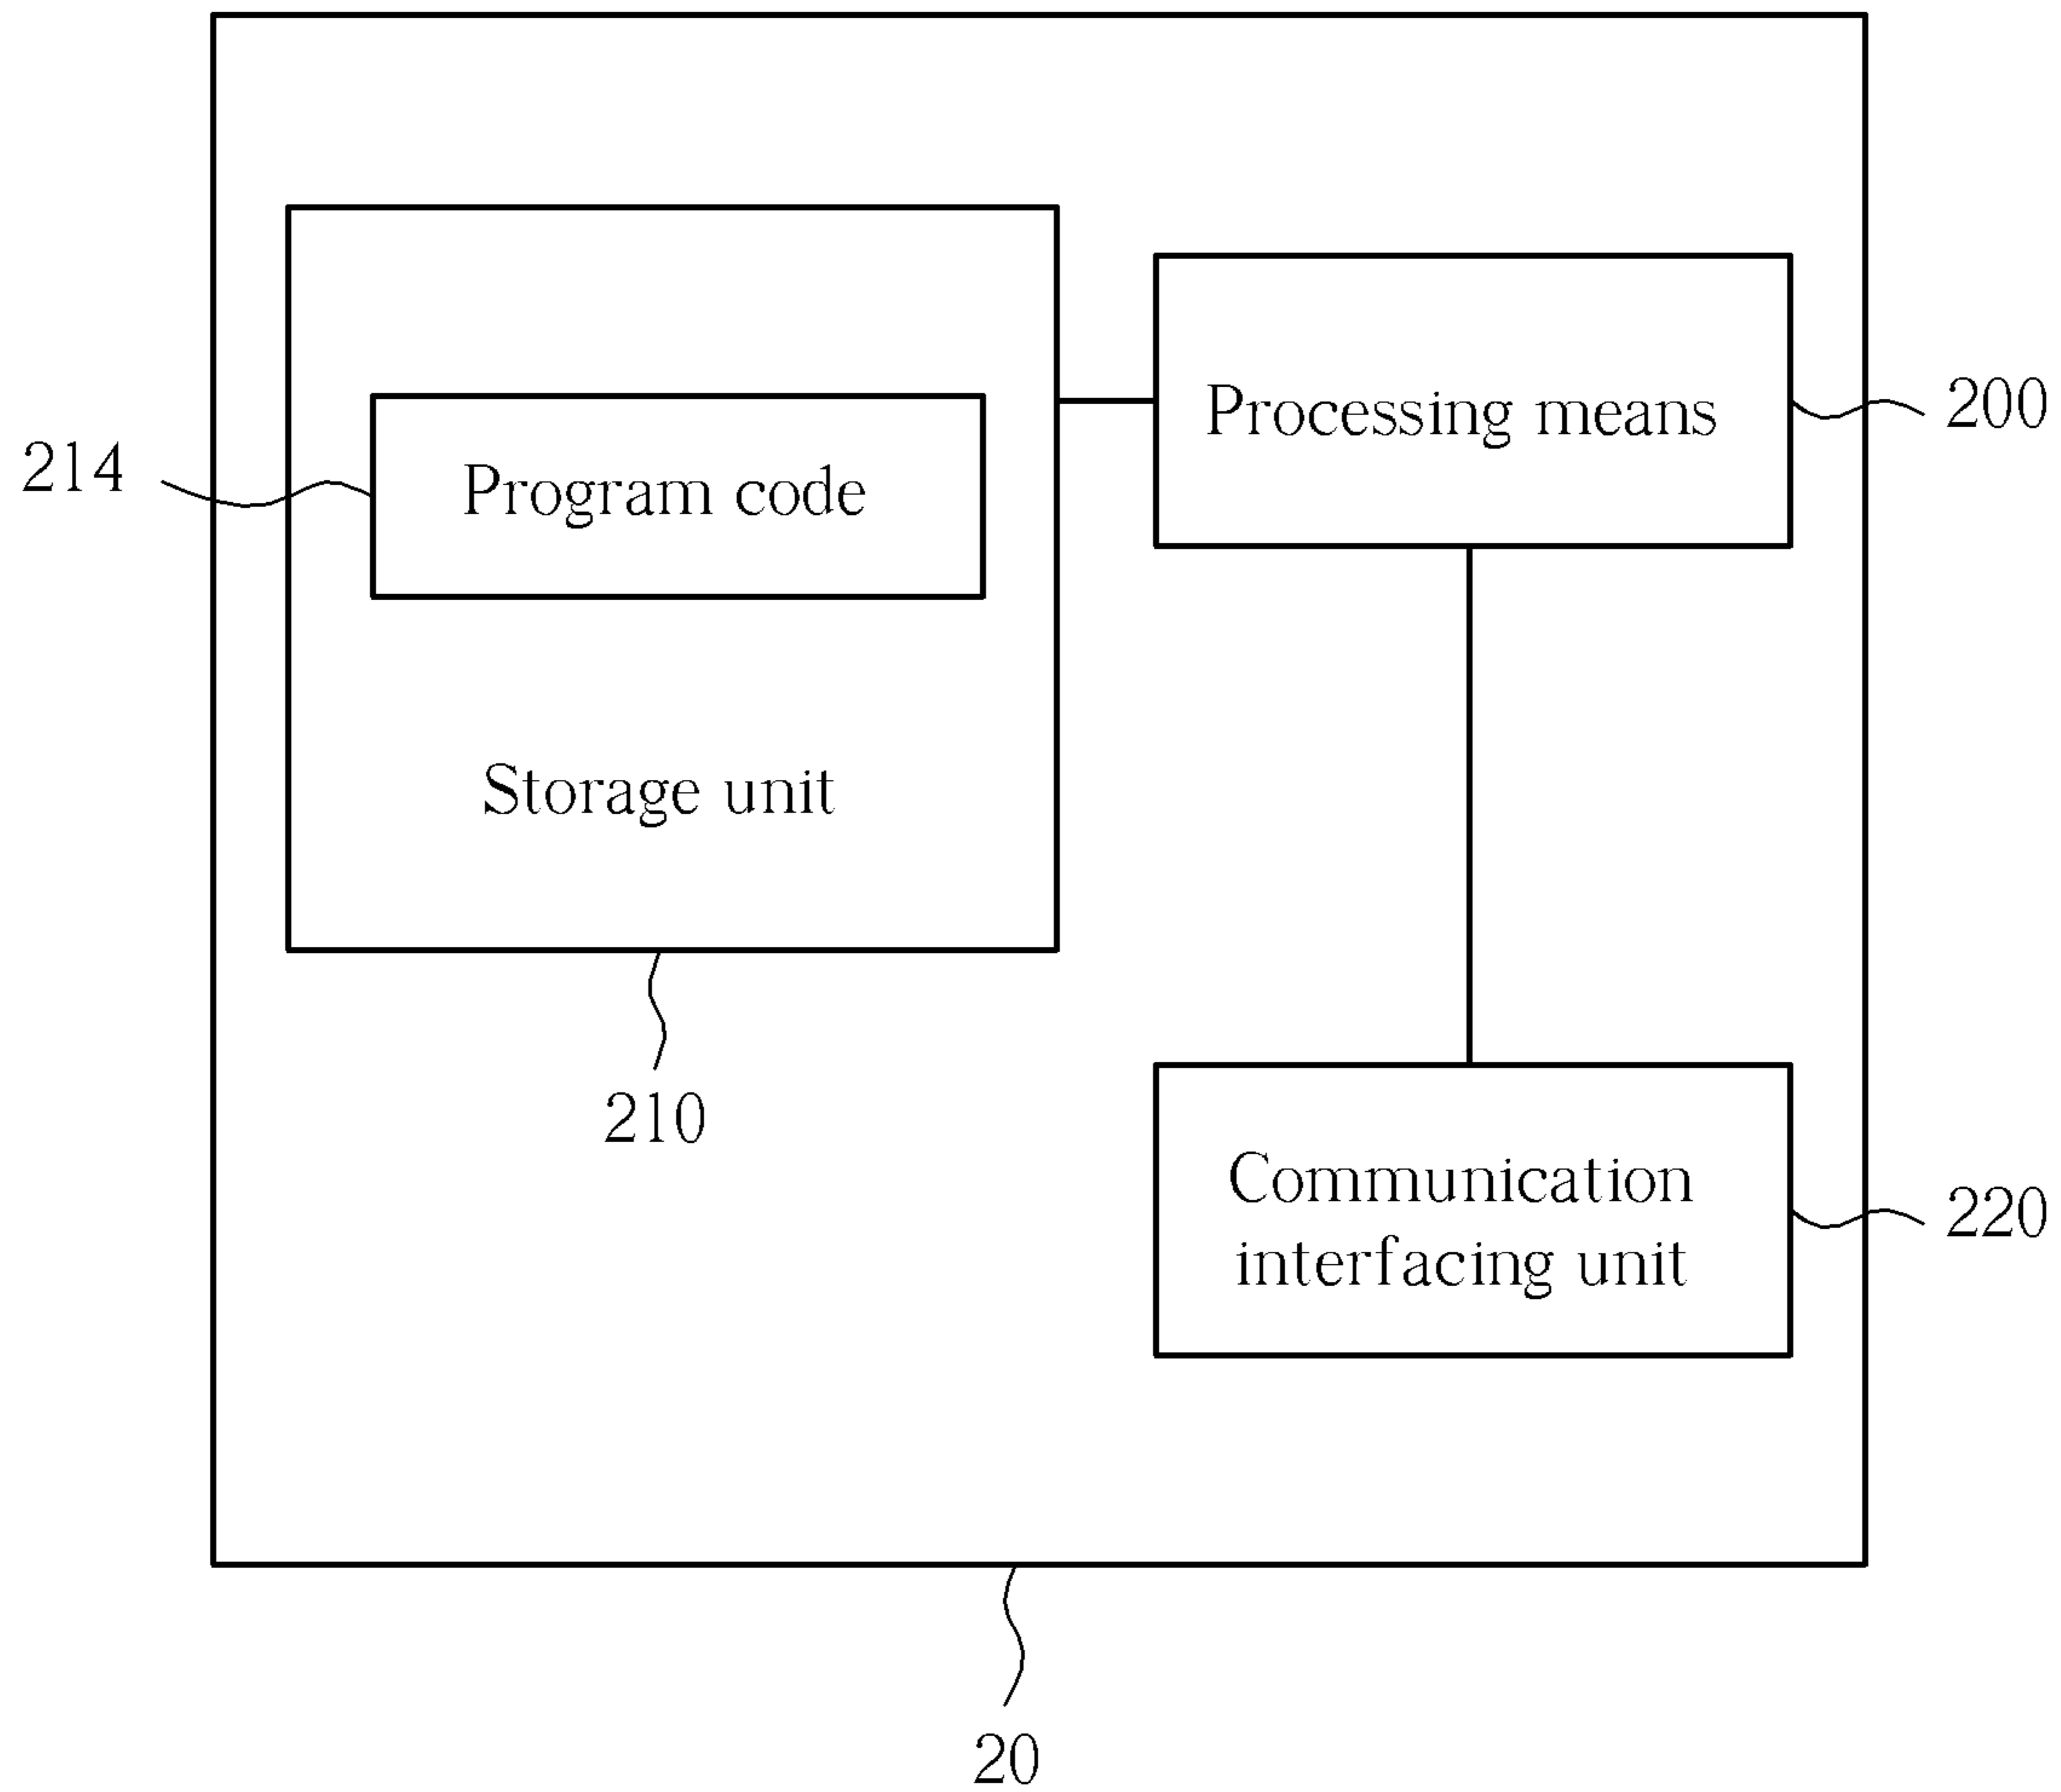 Processing means
200
214
Program code
Storage unit
210
Communication
interfacing unit
220
20